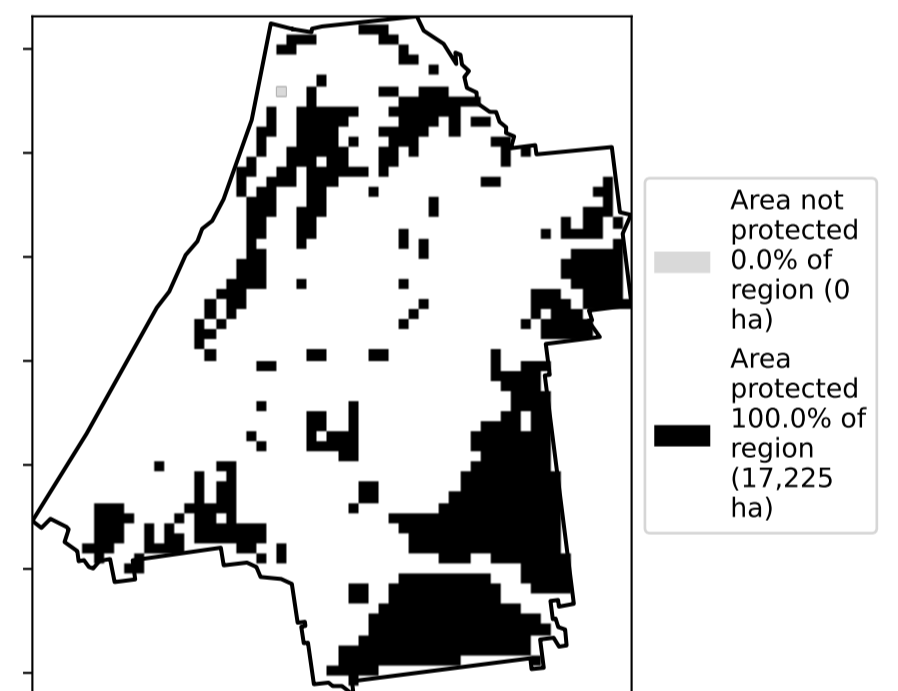 Area not
protected
0.0% of
region (0
ha)
Area
protected
100.0% of
region
(17,225
ha)